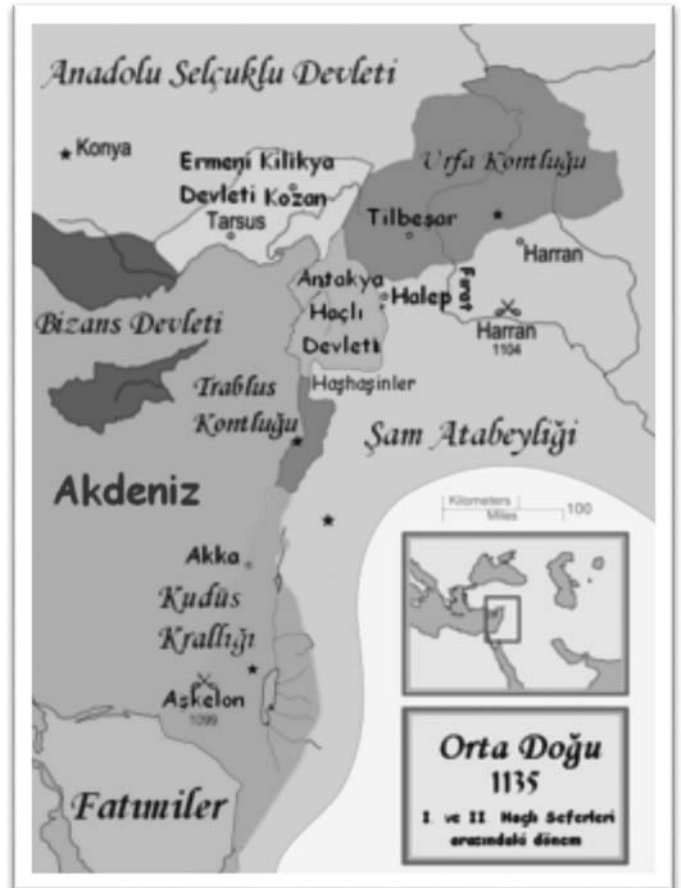 Anadolu Selçuklu Devleti
Konya
Ermeni Kilikya
Devleti Kozan
Tarsus
Urfa Kontluğu
Tilbeşar
Harran
Antakya
Haçlı
Devleti
Halep
Fırat
Harran
1104
Bizans Devleti
Haşhaşinler
Trablus
Kontluğu
Şam Atabeyliği
Akdeniz
Kilometers
Miles
100
Akka
Kudüs
Krallığı
Aşkelon
1099
Fatımiler
Orta Doğu
1135
I. ve II. Haçlı Seferleri
arasındaki dönem